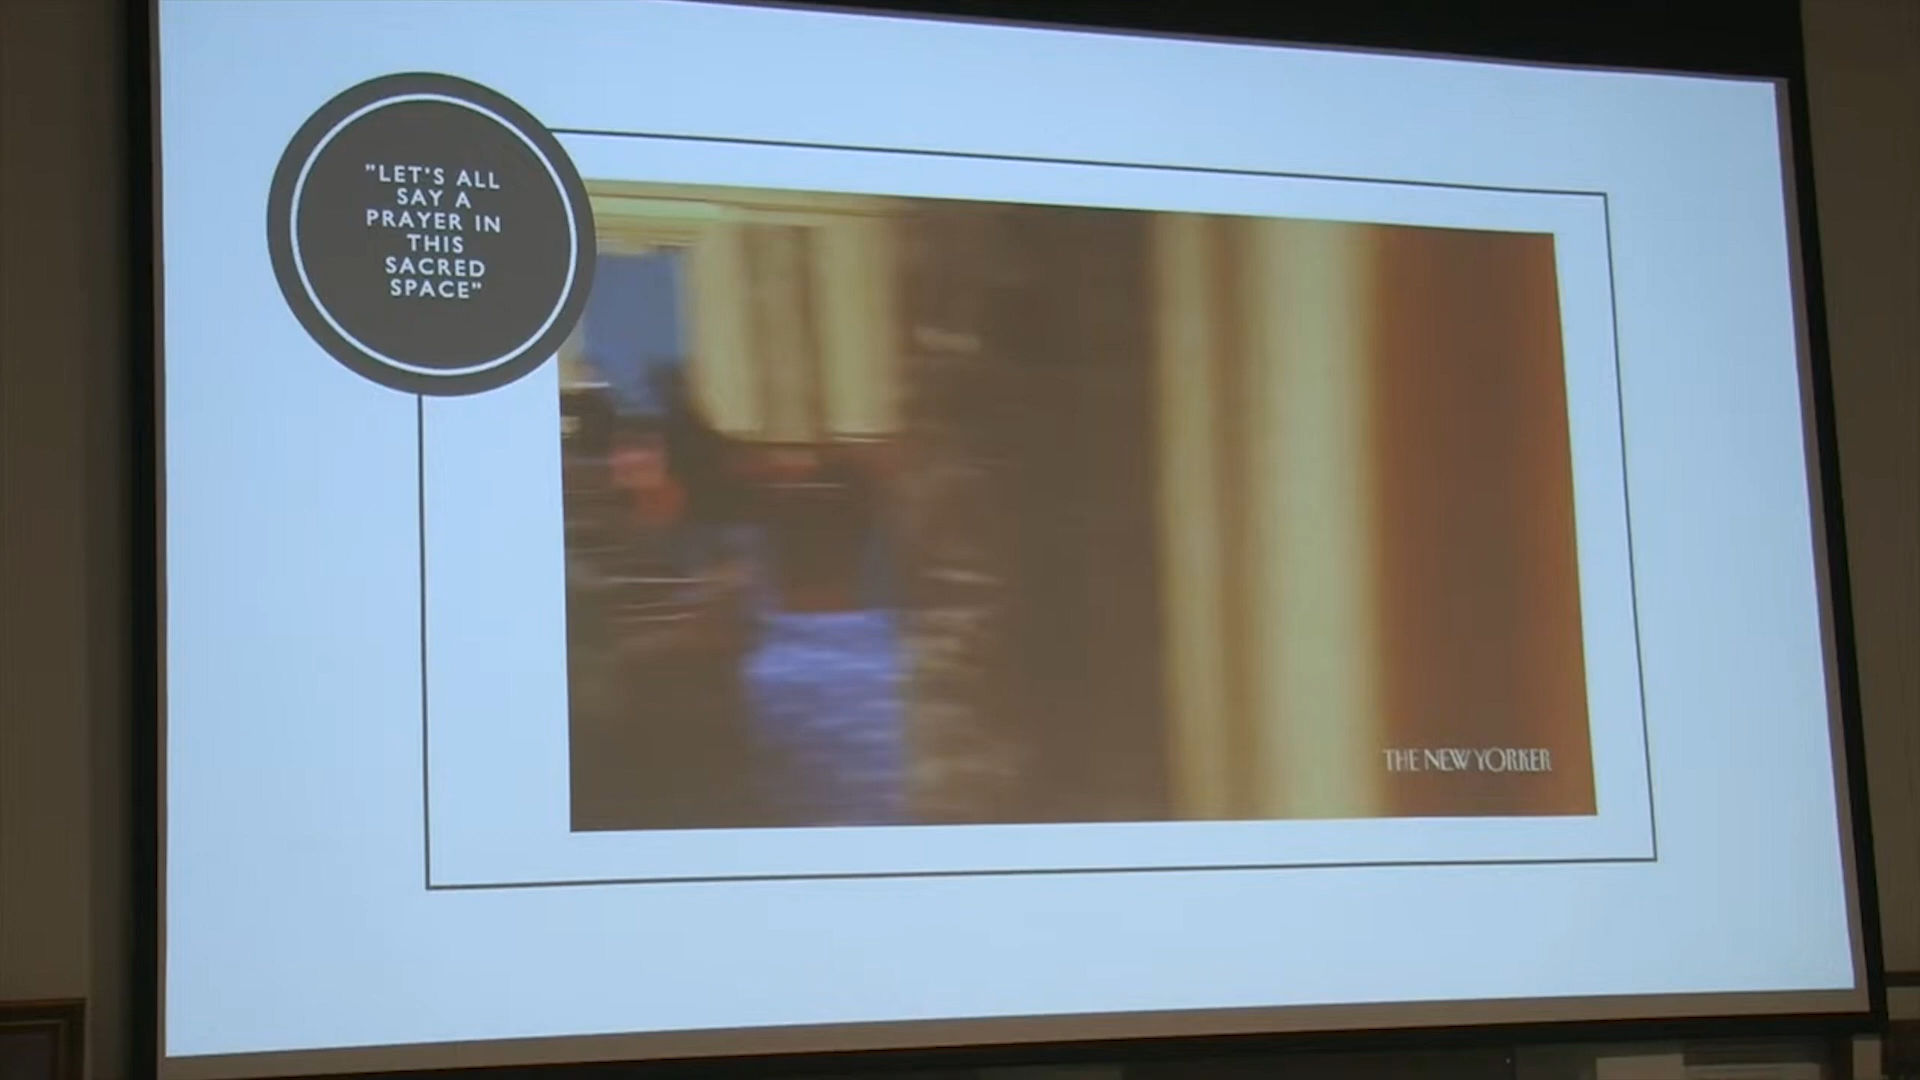 "LET'S ALL
SAY A
PRAYER IN
THIS
SACRED
SPACE"
THE NEW YORKER